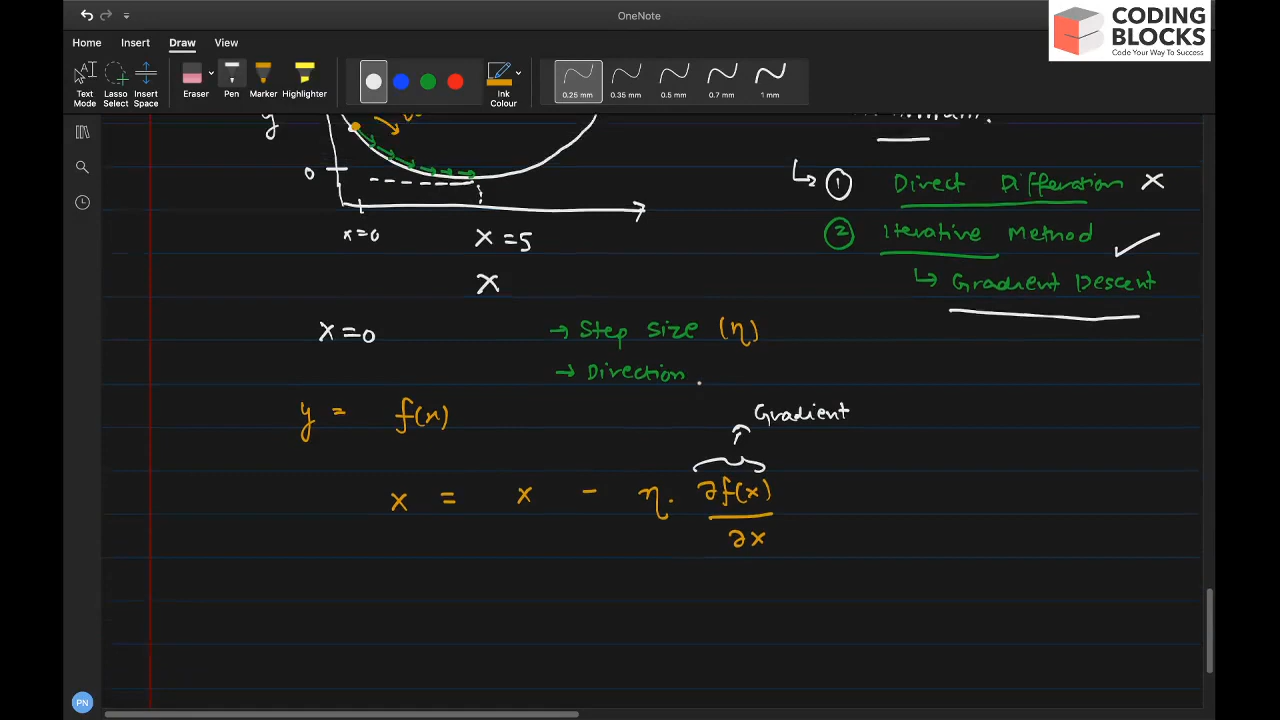 OneNote
CODING
BLOCKS
Code Your Way To Success
Home Insert Draw View
Text Mode
Lasso Select
Insert Space
Eraser
Pen
Marker
Highlighter
Ink Colour
0.25 mm
0.35 mm
0.5 mm
0.7 mm
1 mm
y
0
x=0
x=5
x
① Direct Differation X
② Iterative Method ✓
↳ Gradient Descent
x=0
→ Step size (η)
→ Direction
y = f(x)
Gradient
x = x - η. ∂f(x)
∂x
PN